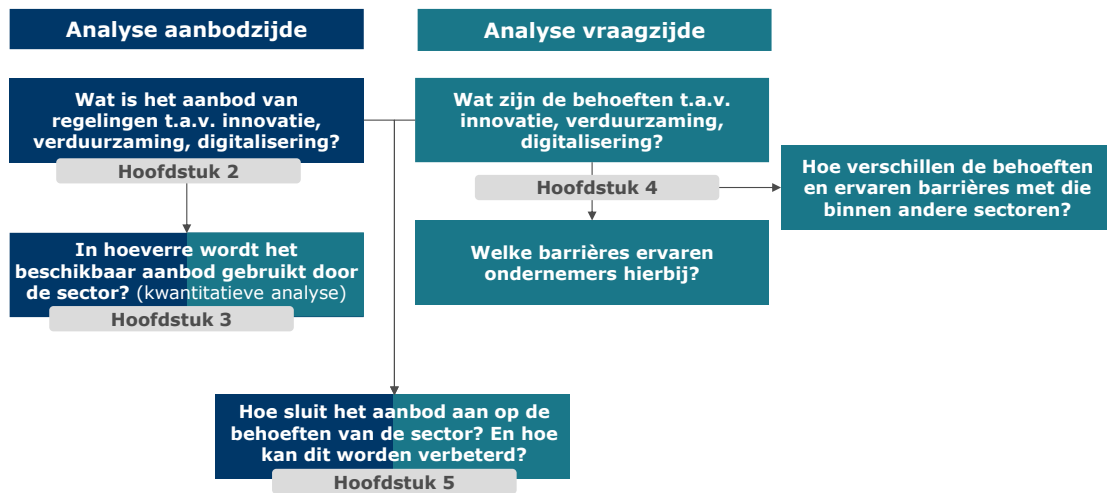 Analyse aanbodzijde
Analyse vraagzijde
Wat is het aanbod van
regelingen t.a.v. innovatie,
verduurzaming, digitalisering?
Hoofdstuk 2
Wat zijn de behoeften t.a.v.
innovatie, verduurzaming,
digitalisering?
Hoofdstuk 4
Hoe verschillen de behoeften
en ervaren barrières met die
binnen andere sectoren?
In hoeverre wordt het
beschikbaar aanbod gebruikt door
de sector? (kwantitatieve analyse)
Hoofdstuk 3
Welke barrières ervaren
ondernemers hierbij?
Hoe sluit het aanbod aan op de
behoeften van de sector? En hoe
kan dit worden verbeterd?
Hoofdstuk 5